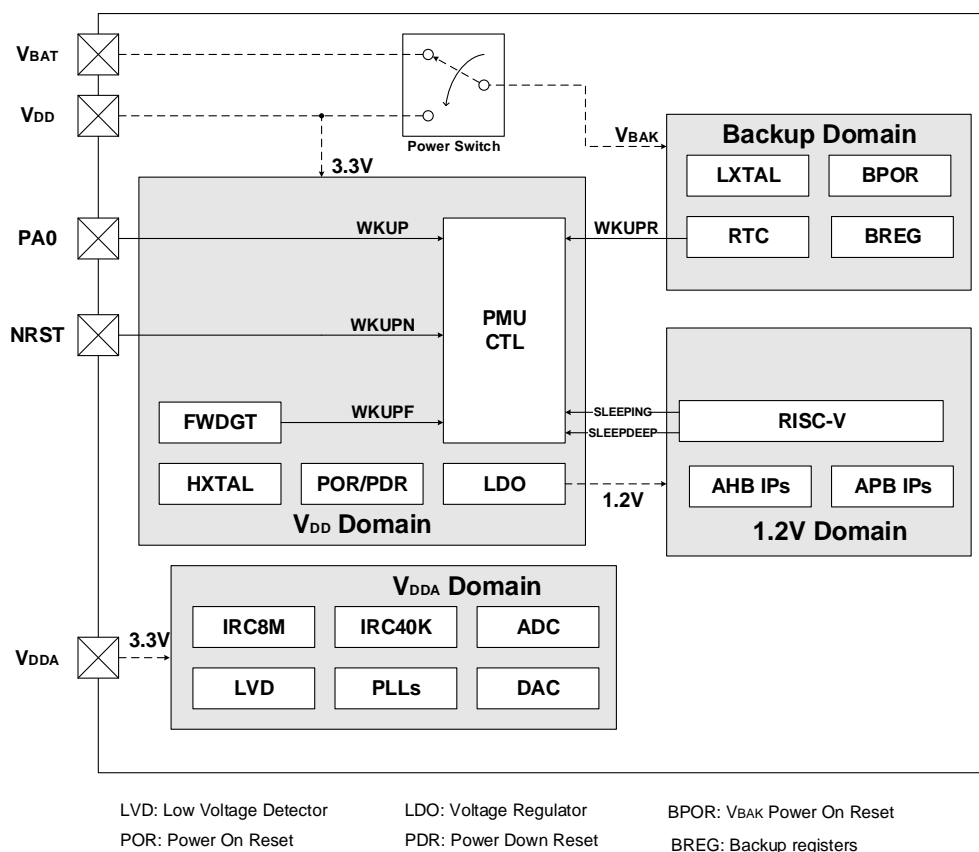 VBAT
VDD
Power Switch
VBAK
3.3V
Backup Domain
LXTAL
BPOR
RTC
BREG
PA0
WKUP
WKUPR
NRST
WKUPN
PMU
CTL
FWDGT
WKUPF
SLEEPING
SLEEPDEEP
RISC-V
HXTAL
POR/PDR
LDO
1.2V
AHB IPs
APB IPs
VDD Domain
1.2V Domain
VDDA Domain
IRC8M
IRC40K
ADC
VDDA
3.3V
LVD
PLLs
DAC
LVD: Low Voltage Detector
LDO: Voltage Regulator
BPOR: VBAK Power On Reset
POR: Power On Reset
PDR: Power Down Reset
BREG: Backup registers